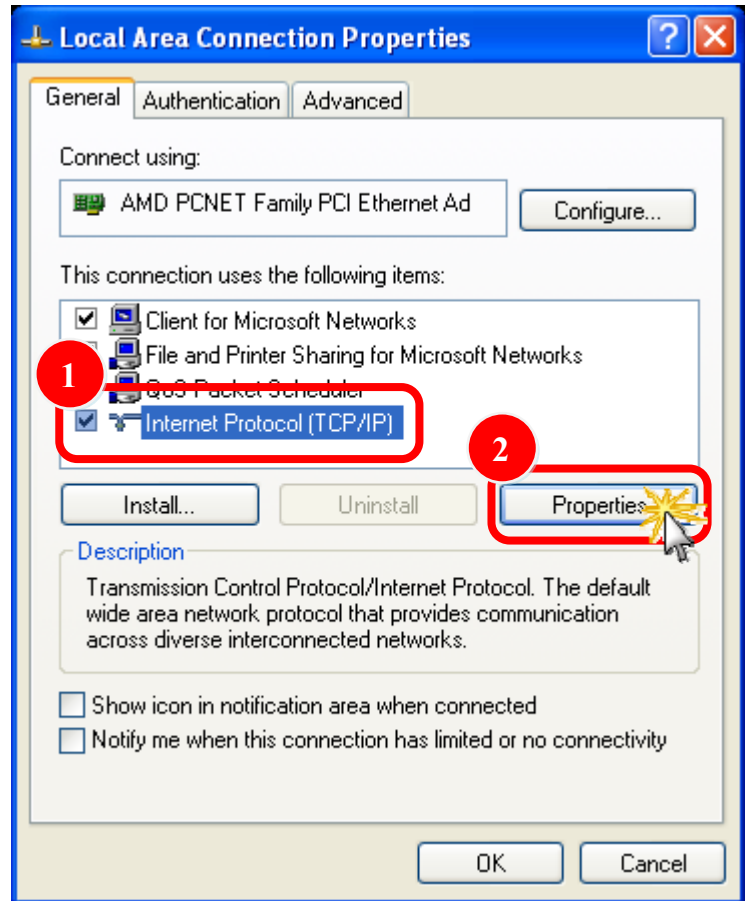 Local Area Connection Properties
General Authentication Advanced
Connect using:
AMD PCNET Family PCI Ethernet Ad
Configure...
This connection uses the following items:
Client for Microsoft Networks
File and Printer Sharing for Microsoft Networks
1
QoS Packet Scheduler
Internet Protocol (TCP/IP)
2
Install... Uninstall Properties
Description
Transmission Control Protocol/Internet Protocol. The default
wide area network protocol that provides communication
across diverse interconnected networks.
Show icon in notification area when connected
Notify me when this connection has limited or no connectivity
OK Cancel